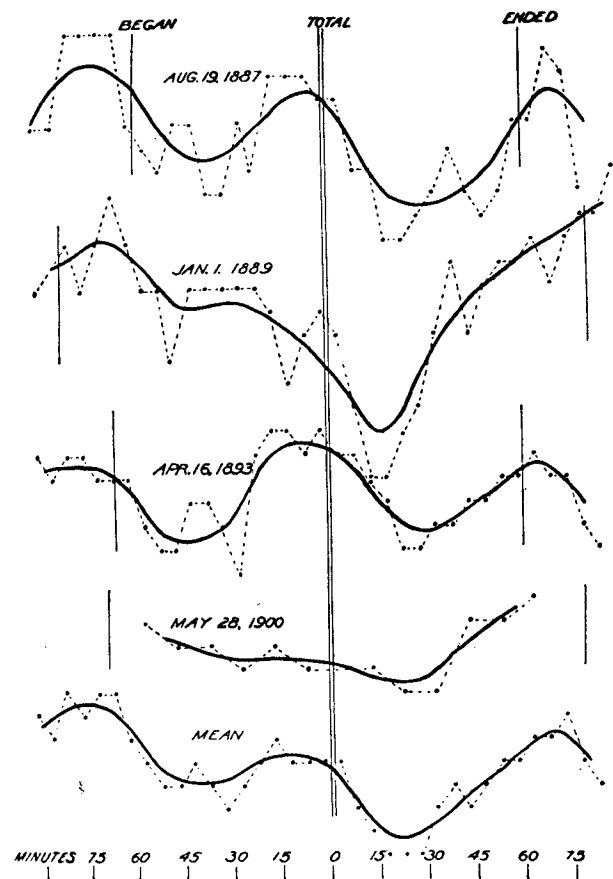 BEGAN TOTAL ENDED
AUG. 19. 1887
JAN. 1. 1889
APR. 16. 1893
MAY 28, 1900
MEAN
MINUTES 75 60 45 30 15 0 15 30 45 60 75